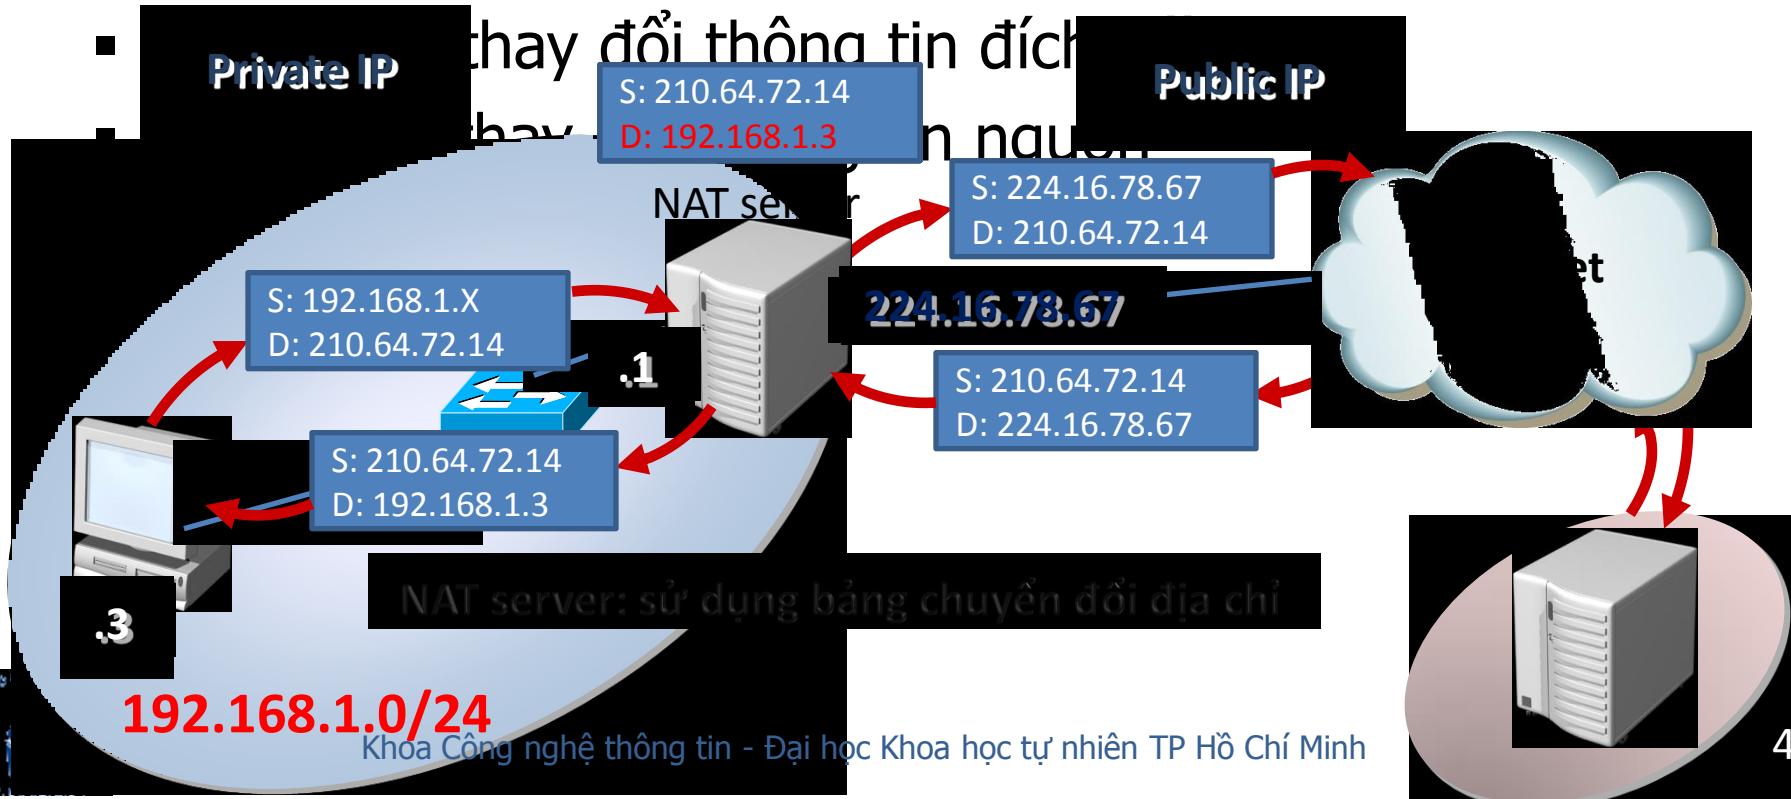 thay đổi thông tin đích
Private IP
Public IP
S: 210.64.72.14
D: 192.168.1.3
thay
n nguồn
NAT server
S: 224.16.78.67
D: 210.64.72.14
S: 192.168.1.X
D: 210.64.72.14
224.16.78.67
.1
S: 210.64.72.14
D: 224.16.78.67
S: 210.64.72.14
D: 192.168.1.3
NAT server: sử dụng bảng chuyển đổi địa chỉ
.3
192.168.1.0/24
Khoa Công nghệ thông tin - Đại học Khoa học tự nhiên TP Hồ Chí Minh
4